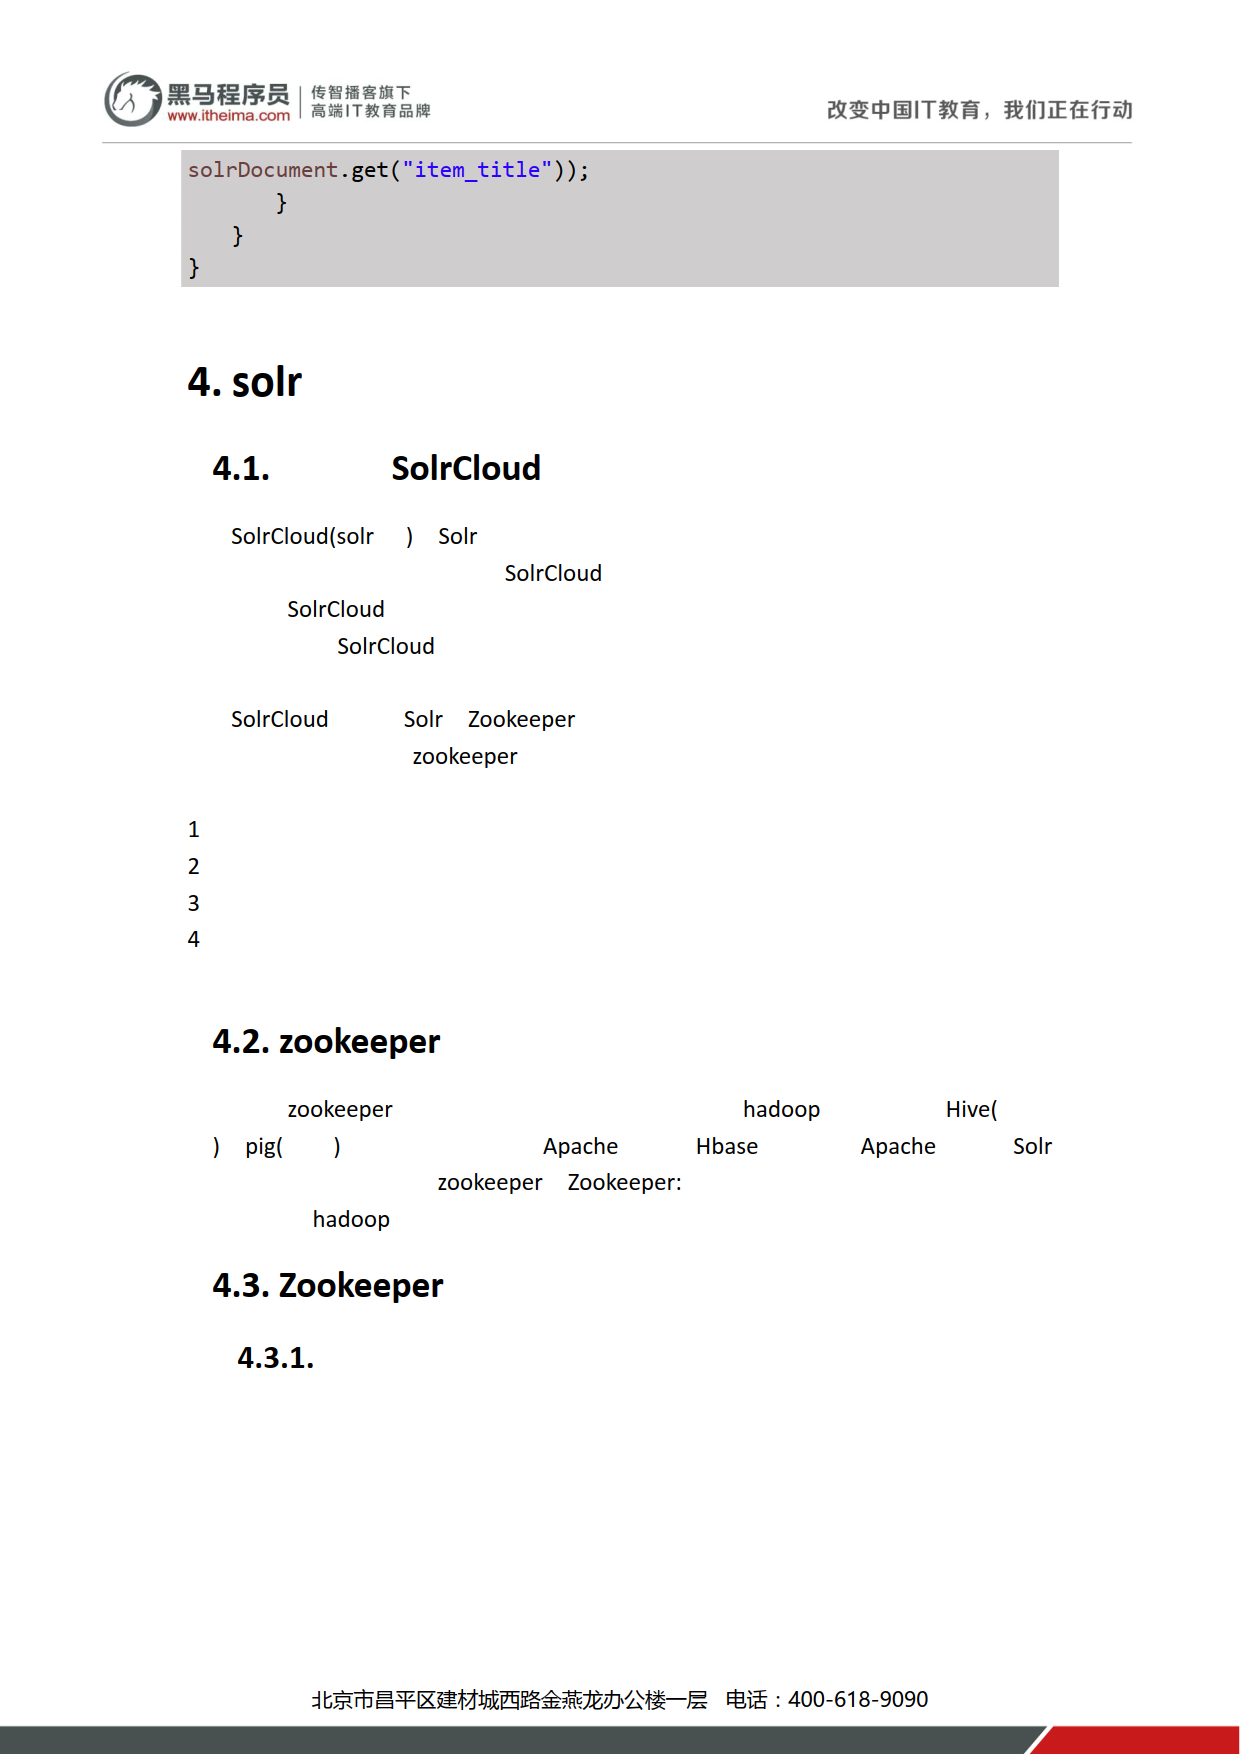 黑马程序员
www.itheima.com
传智播客旗下
高端IT教育品牌
改变中国IT教育，我们正在行动
solrDocument.get("item_title"));
}
}
}
4. solr
4.1. SolrCloud
SolrCloud(solr ) Solr
SolrCloud
SolrCloud
SolrCloud
SolrCloud Solr Zookeeper
zookeeper
1
2
3
4
4.2. zookeeper
zookeeper hadoop Hive(
) pig( ) Apache Hbase Apache Solr
zookeeper Zookeeper:
hadoop
4.3. Zookeeper
4.3.1.
北京市昌平区建材城西路金燕龙办公楼一层 电话：400-618-9090